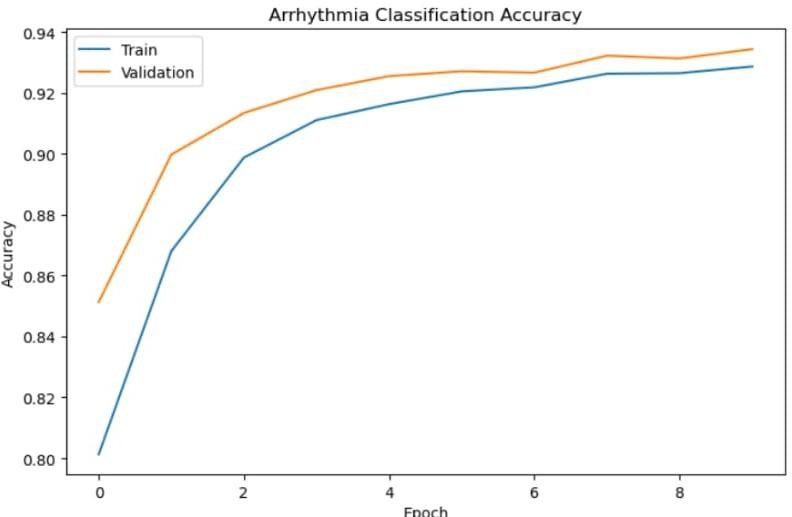 Arrhythmia Classification Accuracy
Train
Validation
0.94
0.92
0.90
0.88
0.86
0.84
0.82
0.80
Accuracy
0 2 4 6 8
Epoch